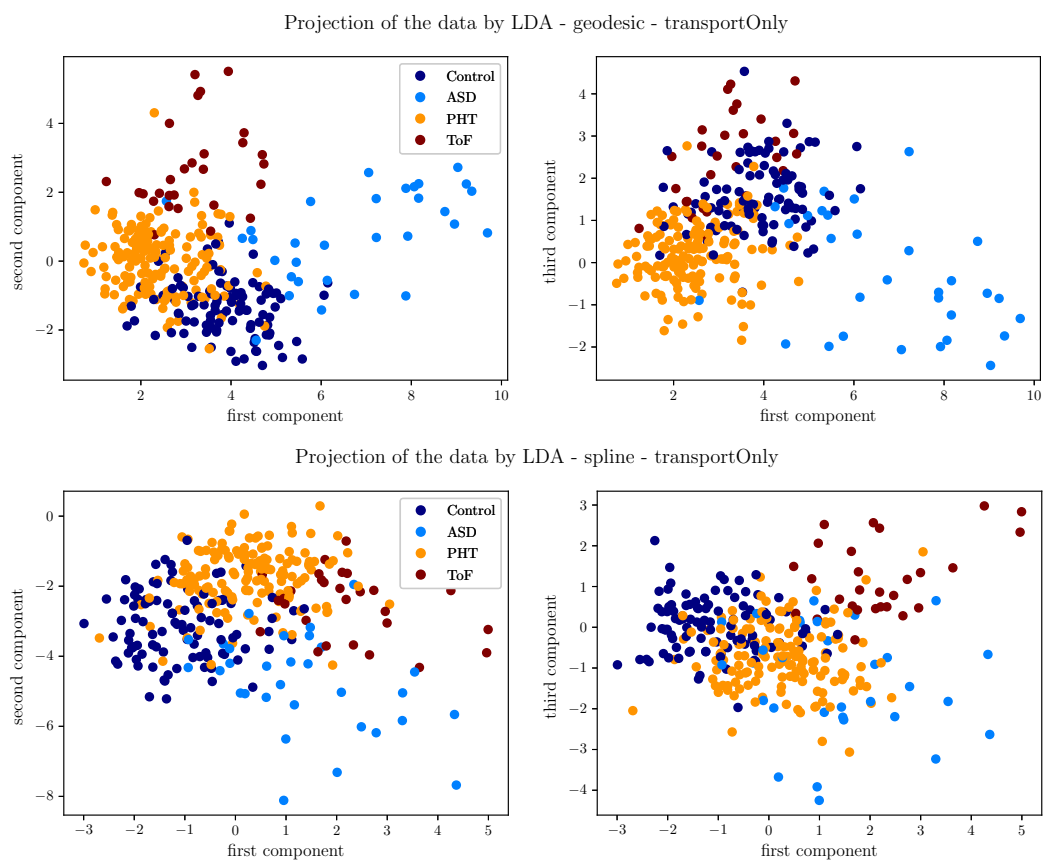 Projection of the data by LDA - geodesic - transportOnly
second component
4
2
0
−2
Control
ASD
PHT
ToF
2
4
6
8
10
first component
third component
4
3
2
1
0
−1
−2
2
4
6
8
10
first component
Projection of the data by LDA - spline - transportOnly
second component
0
−2
−4
−6
−8
Control
ASD
PHT
ToF
−3
−2
−1
0
1
2
3
4
5
first component
third component
3
2
1
0
−1
−2
−3
−4
−3
−2
−1
0
1
2
3
4
5
first component